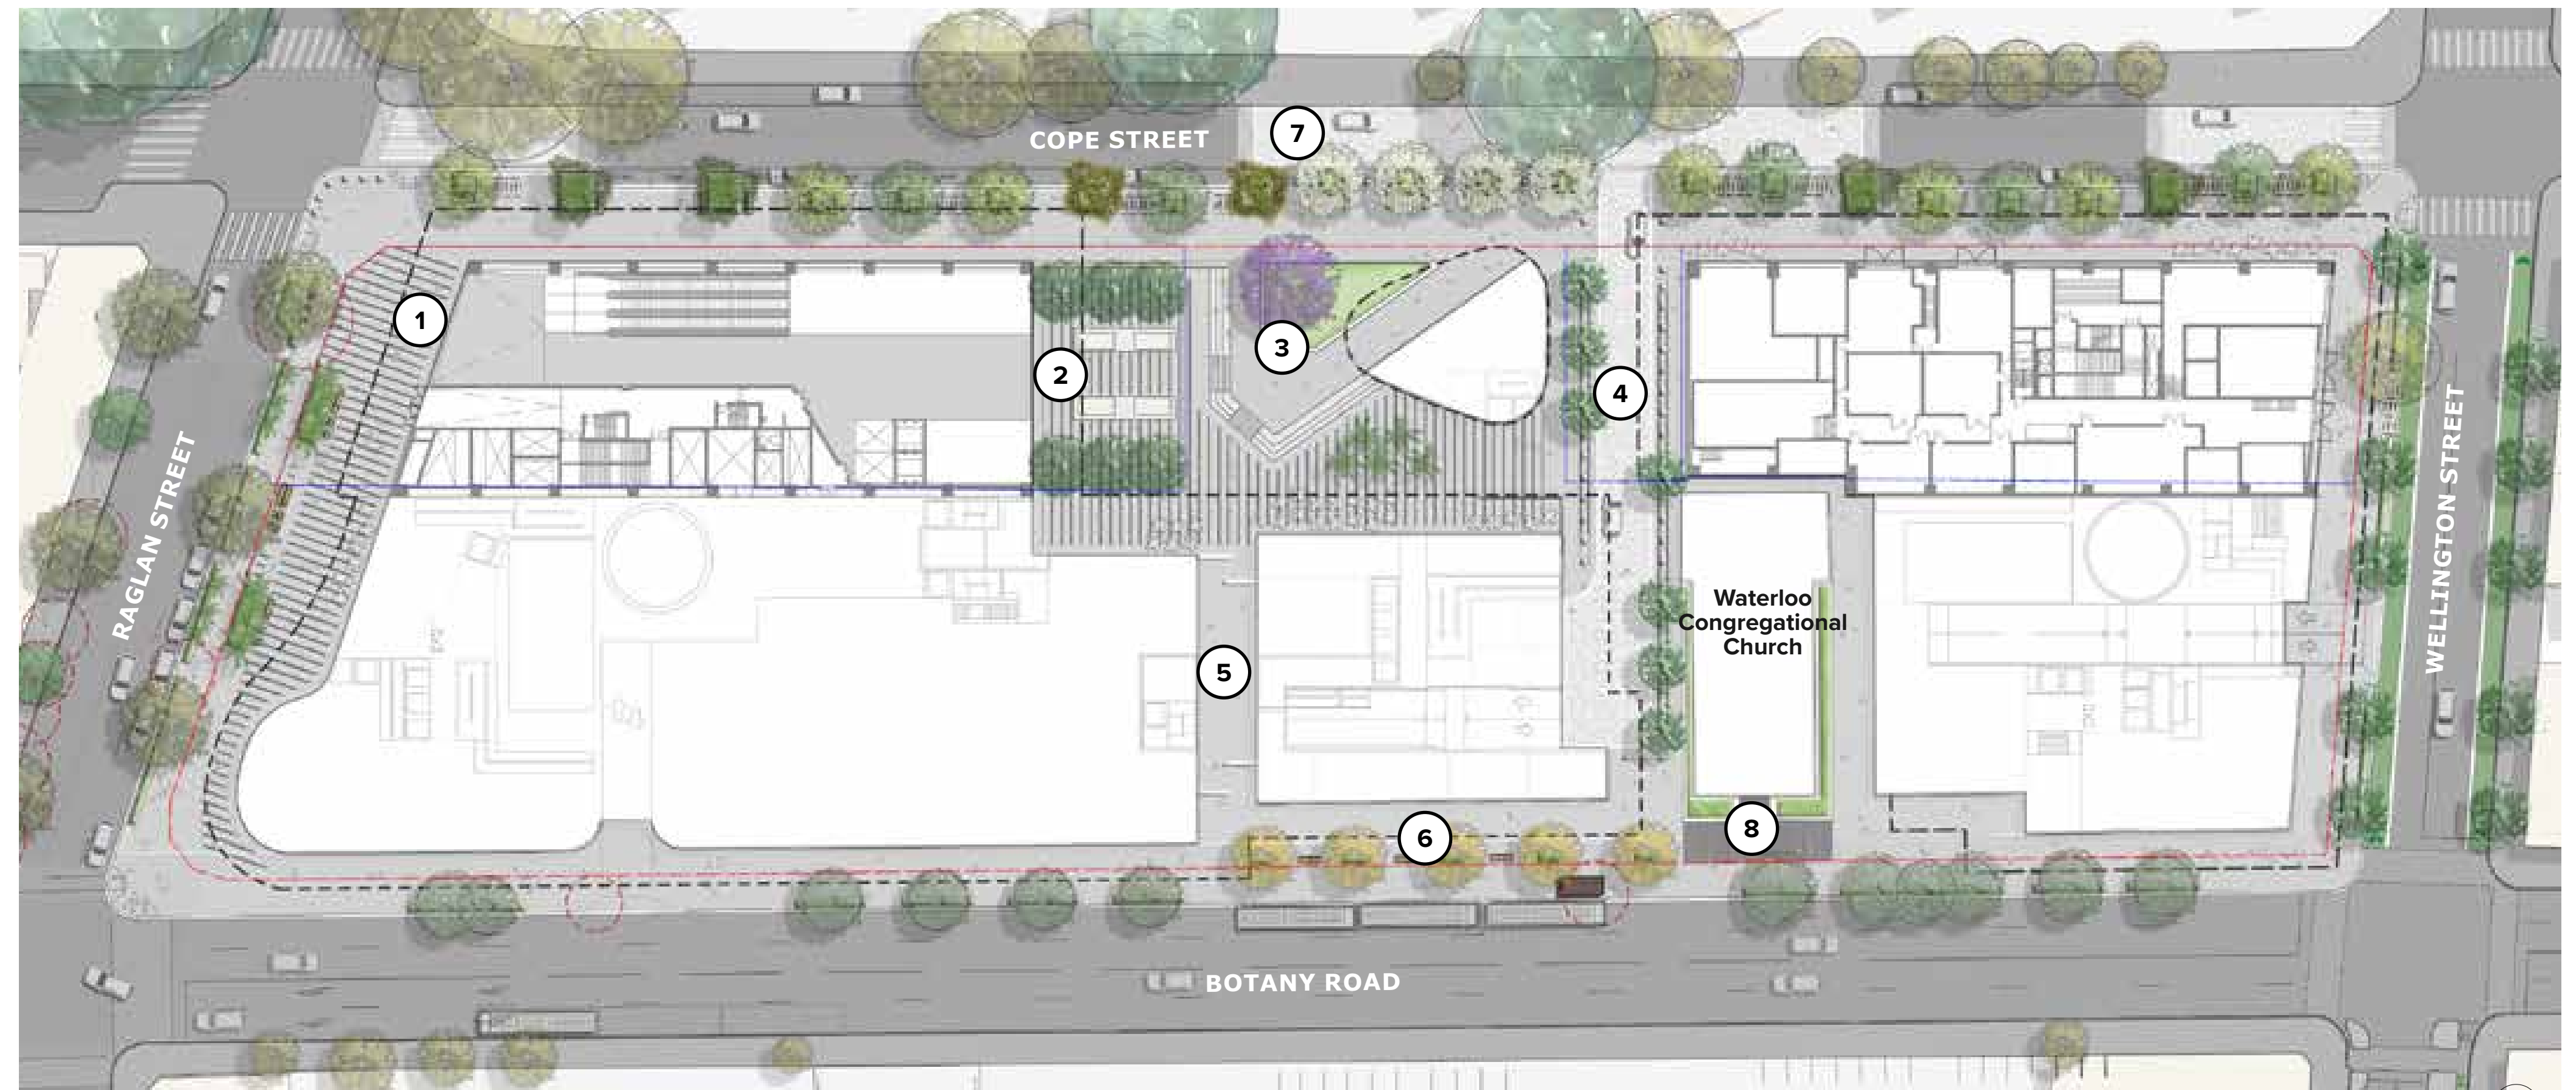 COPE STREET
7
1
3
2
4
RAGLAN STREET
WELLINGTON STREET
Waterloo
Congregational
Church
5
6
8
BOTANY ROAD